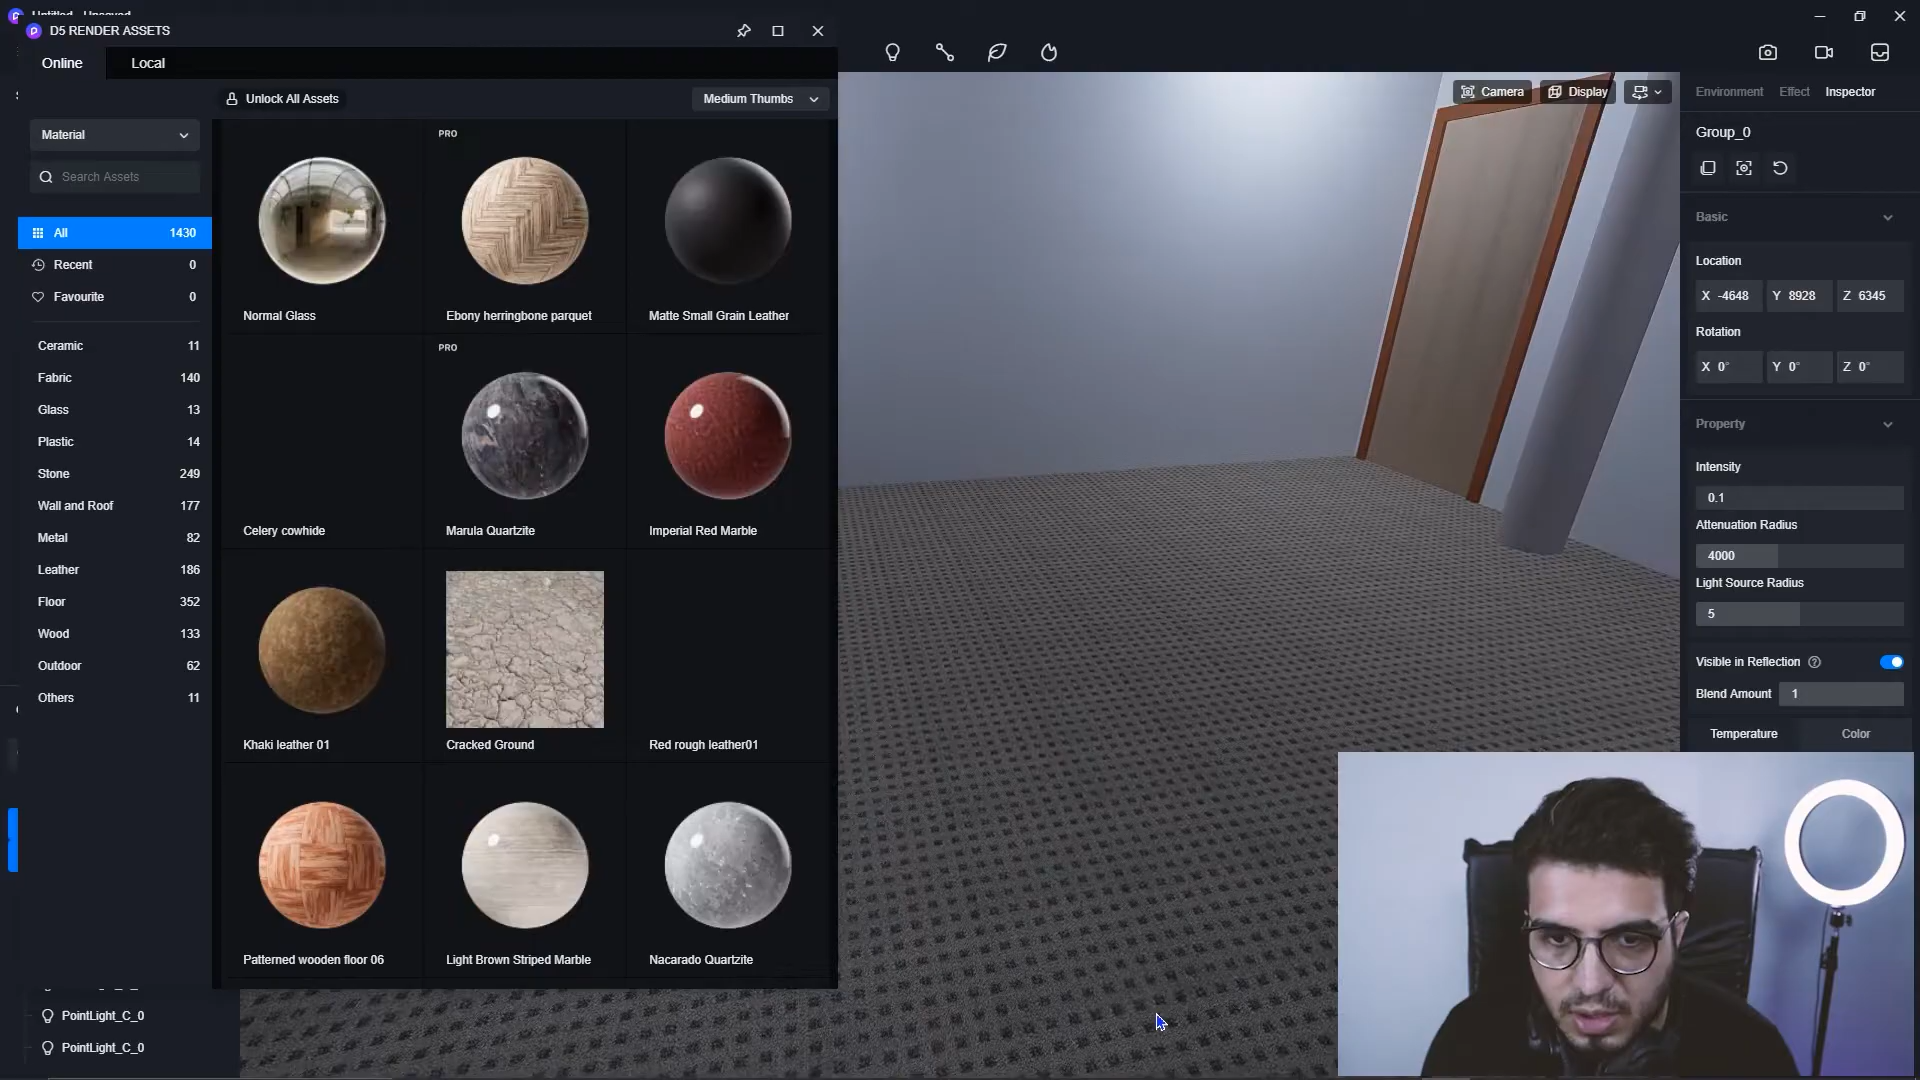 Untitled - Unsaved
D5 RENDER ASSETS
Online
Local
Unlock All Assets
Medium Thumbs
Material
Search Assets
All 1430
Recent 0
Favourite 0
Ceramic 11
Fabric 140
Glass 13
Plastic 14
Stone 249
Wall and Roof 177
Metal 82
Leather 186
Floor 352
Wood 133
Outdoor 62
Others 11
PRO
Normal Glass
Ebony herringbone parquet
Matte Small Grain Leather
PRO
Celery cowhide
Marula Quartzite
Imperial Red Marble
Khaki leather 01
Cracked Ground
Red rough leather01
Patterned wooden floor 06
Light Brown Striped Marble
Nacarado Quartzite
PointLight_C_0
PointLight_C_0
Camera
Display
Environment
Effect
Inspector
Group_0
Basic
Location
X -4648 Y 8928 Z 6345
Rotation
X 0° Y 0° Z 0°
Property
Intensity
0.1
Attenuation Radius
4000
Light Source Radius
5
Visible in Reflection
Blend Amount 1
Temperature
Color